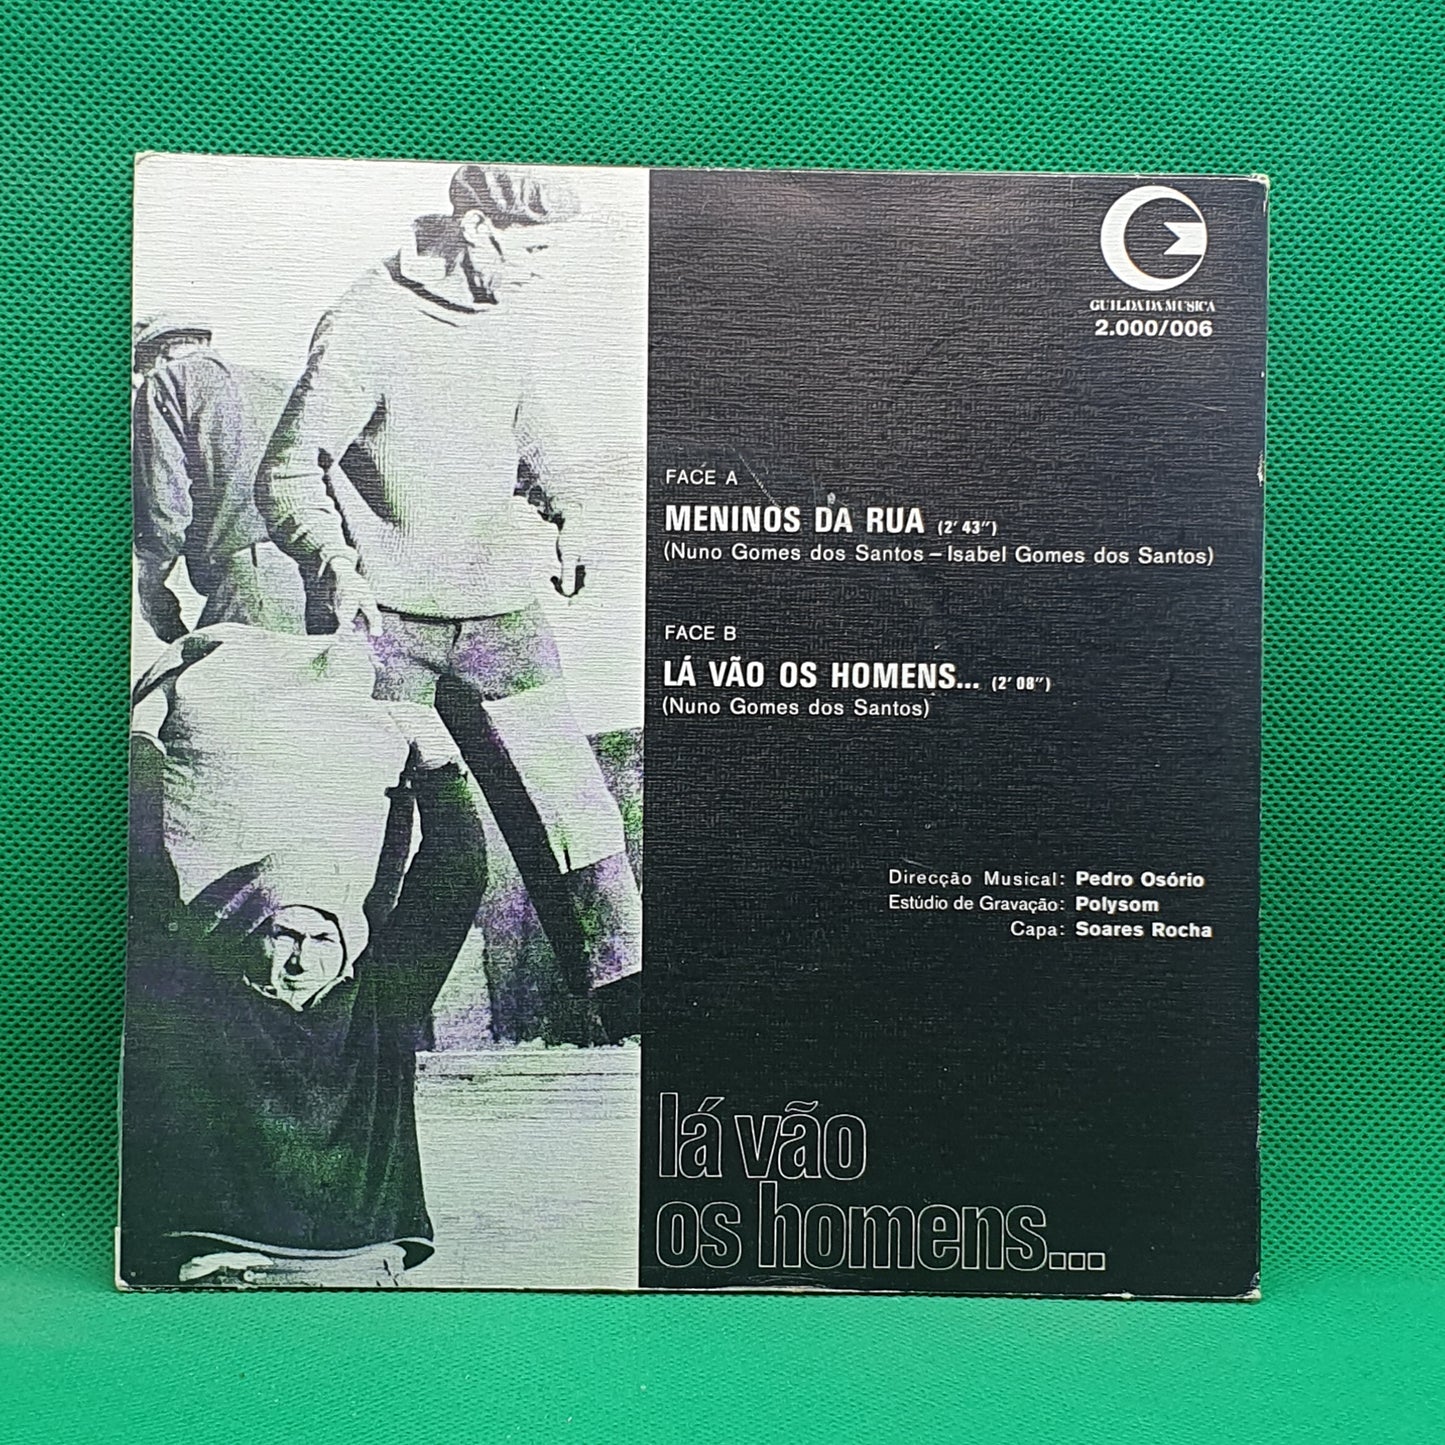 GUILDA DA MUSICA
2.000/006
FACE A
MENINOS DA RUA (2' 43")
(Nuno Gomes dos Santos – Isabel Gomes dos Santos)
FACE B
LÁ VÃO OS HOMENS... (2' 08")
(Nuno Gomes dos Santos)
Direcção Musical: Pedro Osório
Estúdio de Gravação: Polysom
Capa: Soares Rocha
lá vão
os homens...